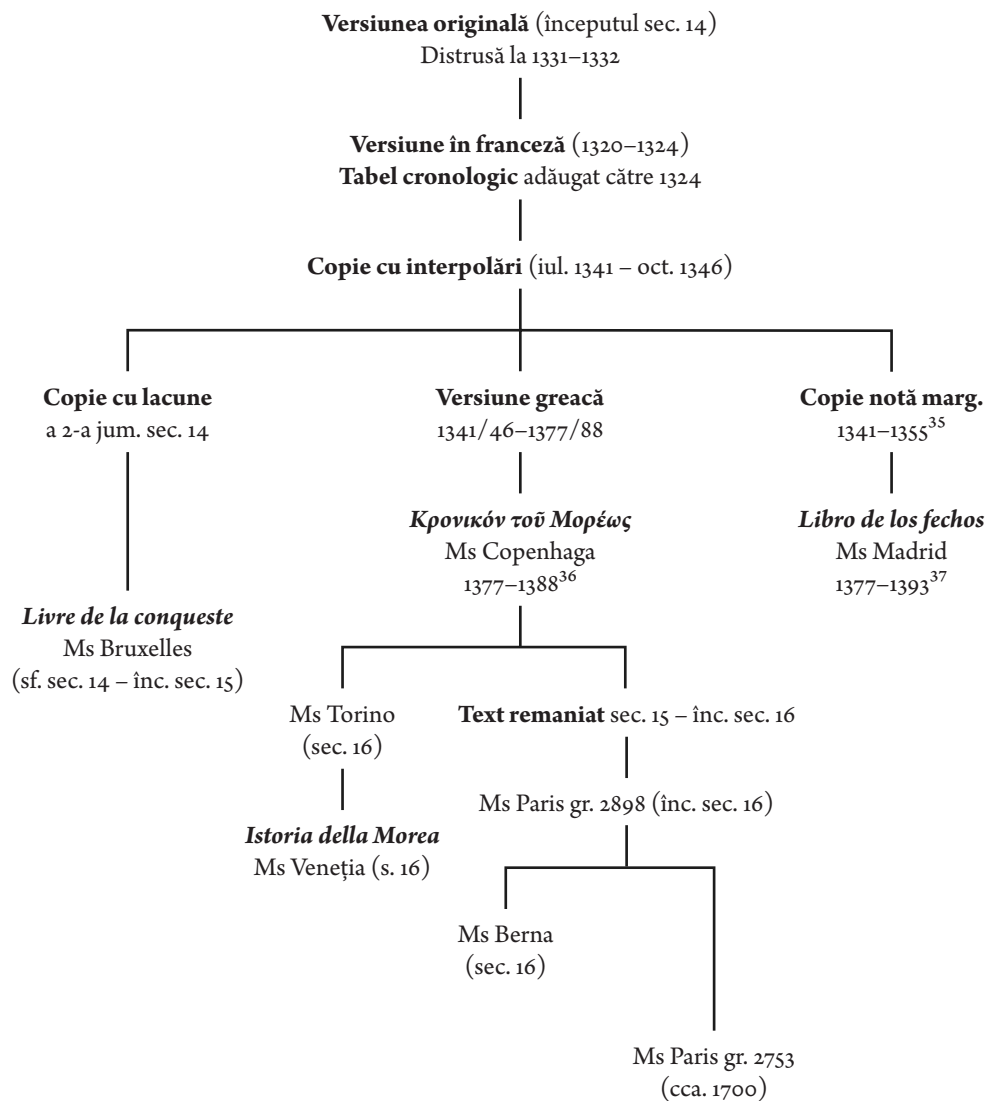 Versiunea originală (începutul sec. 14)
Distrusă la 1331–1332
Versiune în franceză (1320–1324)
Tabel cronologic adăugat către 1324
Copie cu interpolări (iul. 1341 – oct. 1346)
Copie cu lacune
a 2-a jum. sec. 14
Versiune greacă
1341/46–1377/88
Copie notă marg.
1341–1355³⁵
Κρονικόν τοῦ Μορέως
Ms Copenhaga
1377–1388³⁶
Libro de los fechos
Ms Madrid
1377–1393³⁷
Livre de la conqueste
Ms Bruxelles
(sf. sec. 14 – înc. sec. 15)
Ms Torino
(sec. 16)
Text remaniat sec. 15 – înc. sec. 16
Ms Paris gr. 2898 (înc. sec. 16)
Istoria della Morea
Ms Veneția (s. 16)
Ms Berna
(sec. 16)
Ms Paris gr. 2753
(cca. 1700)